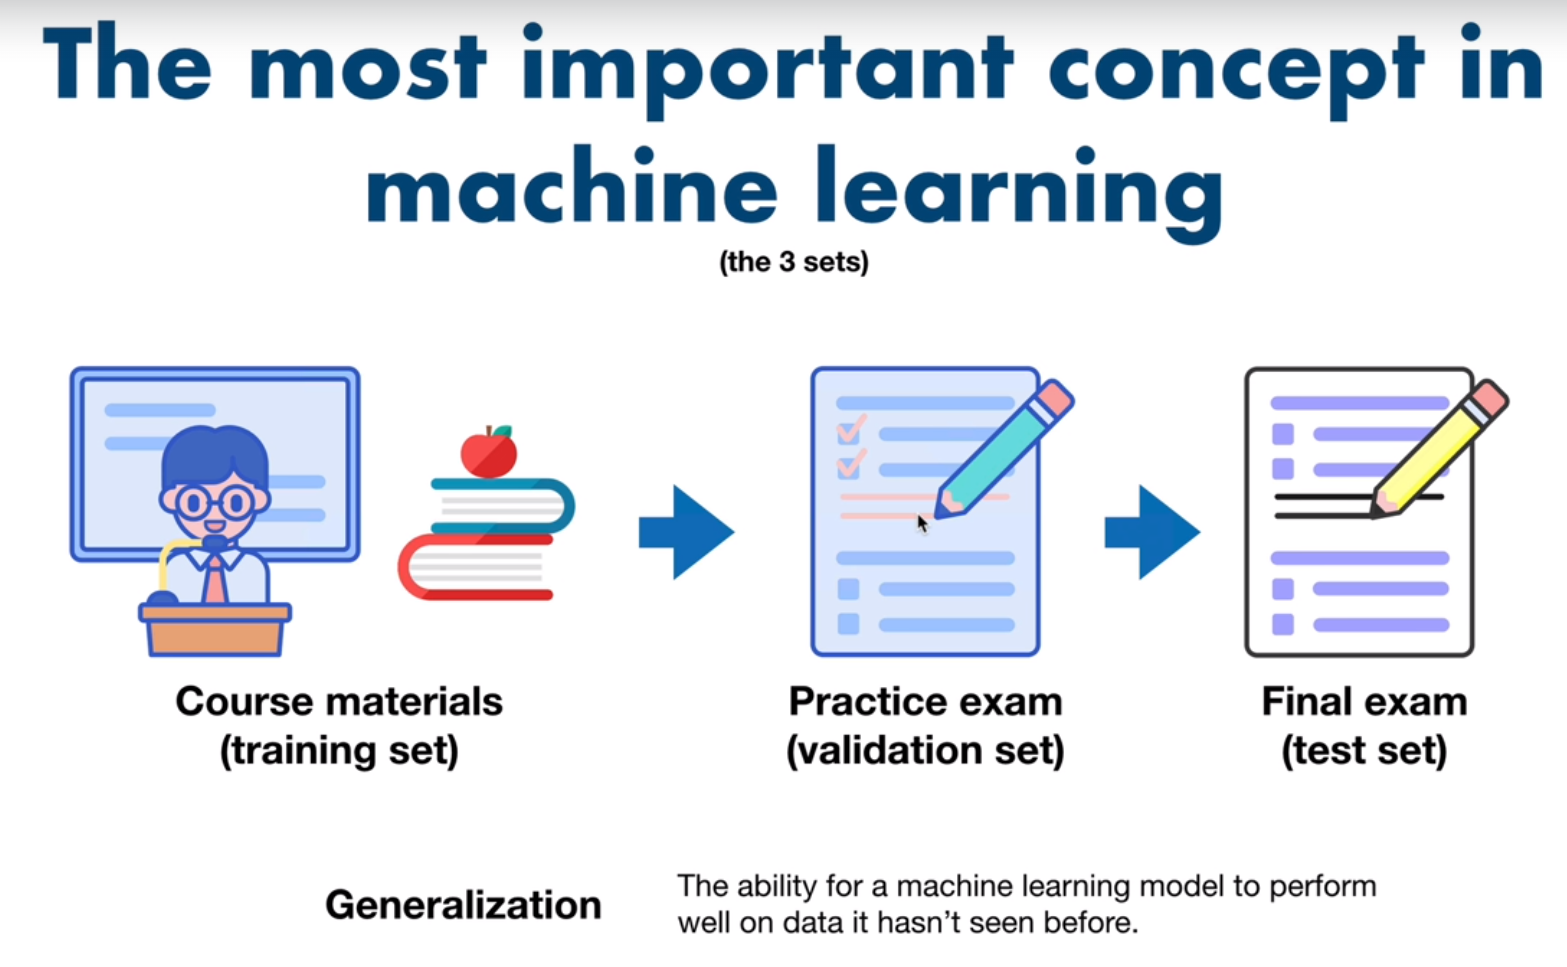 The most important concept in
machine learning
(the 3 sets)
Course materials
(training set)
Practice exam
(validation set)
Final exam
(test set)
Generalization
The ability for a machine learning model to perform
well on data it hasn't seen before.